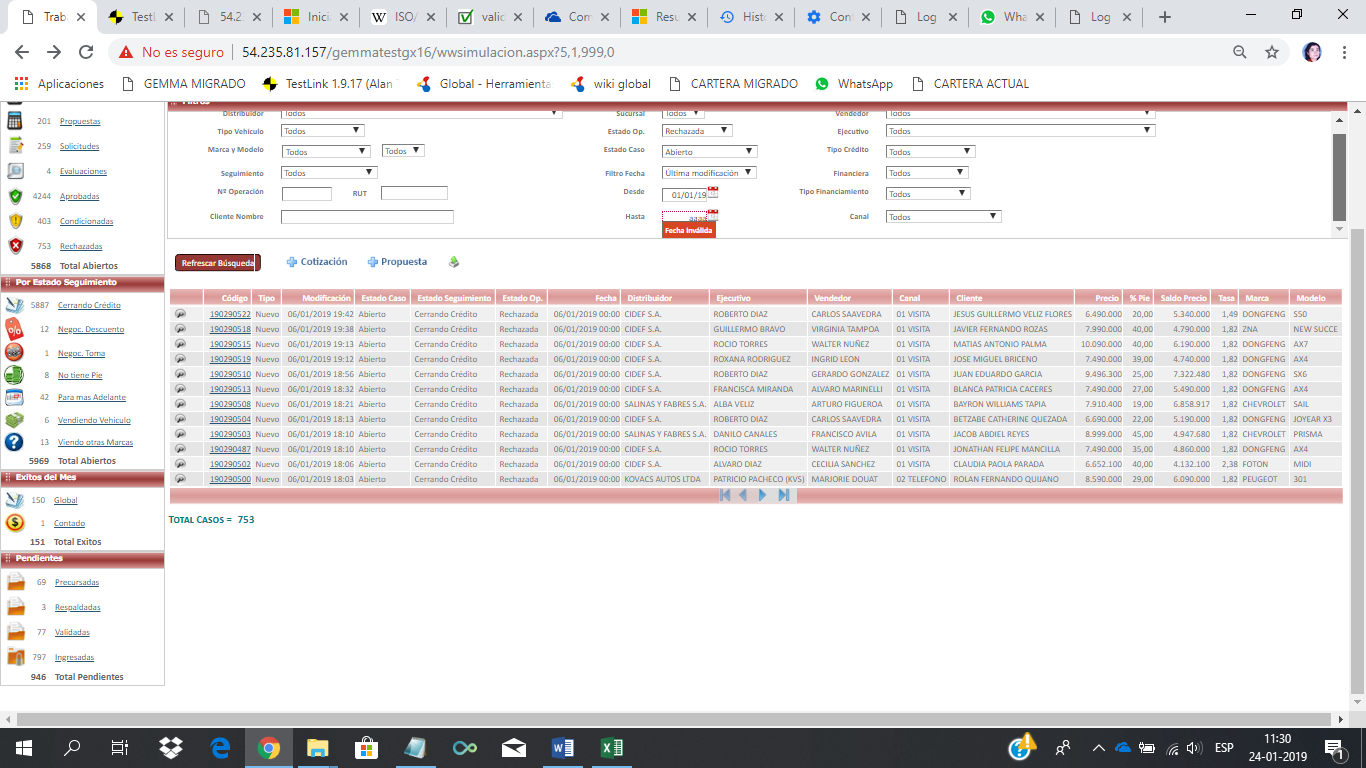 Trab
TestL
54.23
Inicia
ISO/
valid
Com
Resu
Histo
Conf
Log
Wha
Log
No es seguro | 54.235.81.157/gemmatestgx16/wwsimulacion.aspx?5,1,999,0
Aplicaciones GEMMA MIGRADO TestLink 1.9.17 (Alan Global - Herramienta wiki global CARTERA MIGRADO WhatsApp CARTERA ACTUAL
201 Propuestas
259 Solicitudes
4 Evaluaciones
4244 Aprobadas
403 Condicionadas
753 Rechazadas
5868 Total Abiertos
Por Estado Seguimiento
5887 Cerrando Crédito
12 Negoc. Descuento
1 Negoc. Toma
8 No tiene Pie
42 Para mas Adelante
6 Vendiendo Vehiculo
13 Viendo otras Marcas
5969 Total Abiertos
Exitos del Mes
150 Global
1 Contado
151 Total Exitos
Pendientes
69 Precursadas
3 Respaldadas
77 Validadas
797 Ingresadas
946 Total Pendientes
Filtros
Distribuidor Todos Sucursal Todos Vendedor Todos
Tipo Vehículo Todos Estado Op. Rechazada Ejecutivo Todos
Marca y Modelo Todos Todos Estado Caso Abierto Tipo Crédito Todos
Seguimiento Todos Filtro Fecha Última modificación Financiera Todos
Nº Operación RUT Desde 01/01/19 Tipo Financiamiento Todos
Cliente Nombre Hasta aaaa Canal Todos
Fecha Inválida
Refrescar Búsqueda Cotización Propuesta
Código Tipo Modificación Estado Caso Estado Seguimiento Estado Op. Fecha Distribuidor Ejecutivo Vendedor Canal Cliente Precio % Pie Saldo Precio Tasa Marca Modelo
190290522 Nuevo 06/01/2019 19:42 Abierto Cerrando Crédito Rechazada 06/01/2019 00:00 CIDEF S.A. ROBERTO DIAZ CARLOS SAAVEDRA 01 VISITA JESUS GUILLERMO VELIZ FLORES 6.490.000 20,00 5.340.000 1,49 DONGFENG S50
190290518 Nuevo 06/01/2019 19:38 Abierto Cerrando Crédito Rechazada 06/01/2019 00:00 CIDEF S.A. GUILLERMO BRAVO VIRGINIA TAMPOA 01 VISITA JAVIER FERNANDO ROZAS 7.990.000 40,00 4.790.000 1,82 ZNA NEW SUCCE
190290515 Nuevo 06/01/2019 19:13 Abierto Cerrando Crédito Rechazada 06/01/2019 00:00 CIDEF S.A. ROCIO TORRES WALTER NUÑEZ 01 VISITA MATIAS ANTONIO PALMA 10.090.000 40,00 6.190.000 1,82 DONGFENG AX7
190290519 Nuevo 06/01/2019 19:12 Abierto Cerrando Crédito Rechazada 06/01/2019 00:00 CIDEF S.A. ROXANA RODRIGUEZ INGRID LEON 01 VISITA JOSE MIGUEL BRICENO 7.490.000 39,00 4.740.000 1,82 DONGFENG AX4
190290510 Nuevo 06/01/2019 18:56 Abierto Cerrando Crédito Rechazada 06/01/2019 00:00 CIDEF S.A. ROBERTO DIAZ GERARDO GONZALEZ 01 VISITA JUAN EDUARDO GARCIA 9.496.300 25,00 7.322.480 1,82 DONGFENG SX6
190290513 Nuevo 06/01/2019 18:32 Abierto Cerrando Crédito Rechazada 06/01/2019 00:00 CIDEF S.A. FRANCISCA MIRANDA ALVARO MARINELLI 01 VISITA BLANCA PATRICIA CACERES 7.490.000 27,00 5.490.000 1,82 DONGFENG AX4
190290508 Nuevo 06/01/2019 18:21 Abierto Cerrando Crédito Rechazada 06/01/2019 00:00 SALINAS Y FABRES S.A. ALBA VELIZ ARTURO FIGUEROA 01 VISITA BAYRON WILLIAMS TAPIA 7.910.400 19,00 6.858.917 1,82 CHEVROLET SAIL
190290504 Nuevo 06/01/2019 18:13 Abierto Cerrando Crédito Rechazada 06/01/2019 00:00 CIDEF S.A. ROBERTO DIAZ CARLOS SAAVEDRA 01 VISITA BETZABE CATHERINE QUEZADA 6.690.000 22,00 5.190.000 1,82 DONGFENG JOYEAR X3
190290503 Nuevo 06/01/2019 18:10 Abierto Cerrando Crédito Rechazada 06/01/2019 00:00 SALINAS Y FABRES S.A. DANILO CANALES FRANCISCO AVILA 01 VISITA JACOB ABDIEL REYES 8.999.000 45,00 4.947.680 1,82 CHEVROLET PRISMA
190290487 Nuevo 06/01/2019 18:10 Abierto Cerrando Crédito Rechazada 06/01/2019 00:00 CIDEF S.A. ROCIO TORRES WALTER NUÑEZ 01 VISITA JONATHAN FELIPE MANCILLA 7.490.000 35,00 4.860.000 1,82 DONGFENG AX4
190290502 Nuevo 06/01/2019 18:06 Abierto Cerrando Crédito Rechazada 06/01/2019 00:00 CIDEF S.A. ALVARO DIAZ CECILIA SANCHEZ 01 VISITA CLAUDIA PAOLA PARADA 6.652.100 40,00 4.132.100 2,38 FOTON MIDI
190290500 Nuevo 06/01/2019 18:03 Abierto Cerrando Crédito Rechazada 06/01/2019 00:00 KOVACS AUTOS LTDA PATRICIO PACHECO (KVS) MARJORIE DOUAT 02 TELEFONO ROLAN FERNANDO QUIJANO 8.590.000 29,00 6.090.000 1,82 PEUGEOT 301
TOTAL CASOS = 753
ESP
11:30
24-01-2019
1